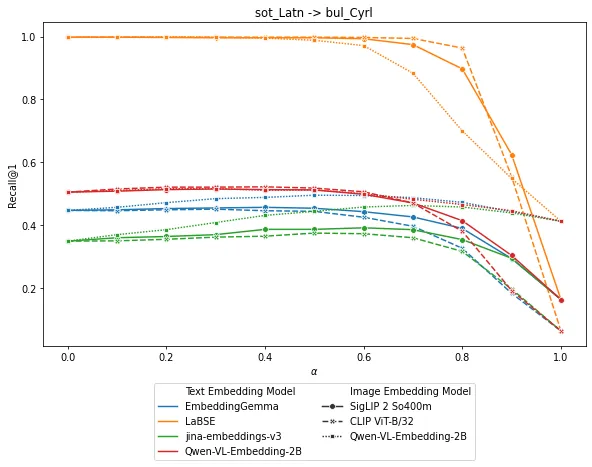 sot_Latn -> bul_Cyrl
Recall@1
1.0
0.8
0.6
0.4
0.2
0.0 0.2 0.4 0.6 0.8 1.0
α
Text Embedding Model Image Embedding Model
EmbeddingGemma SigLIP 2 So400m
LaBSE CLIP ViT-B/32
jina-embeddings-v3 Qwen-VL-Embedding-2B
Qwen-VL-Embedding-2B